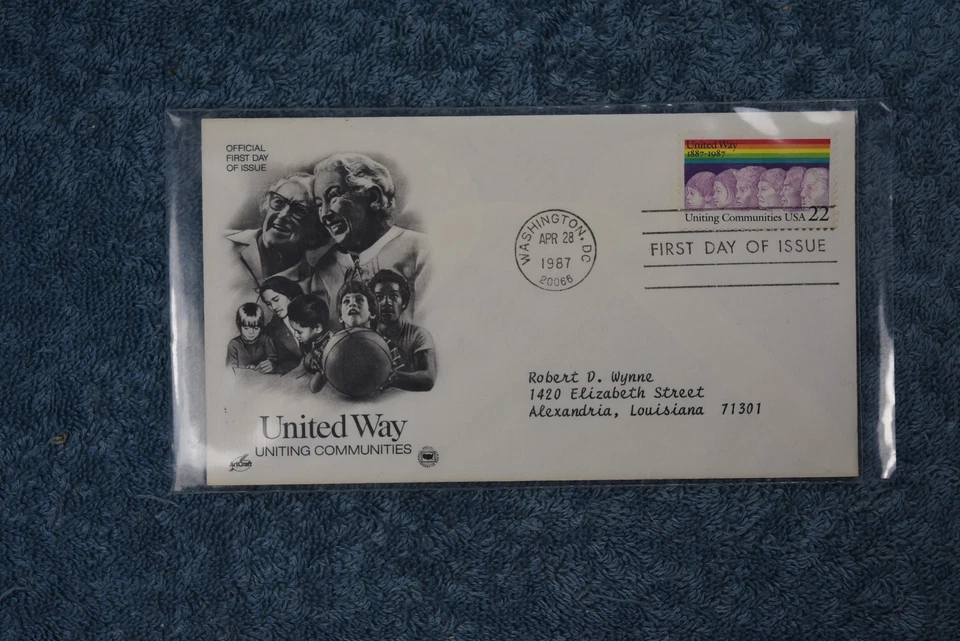 OFFICIAL
FIRST DAY
OF ISSUE
United Way
1887-1987
Uniting Communities USA 22
WASHINGTON, DC
APR 28
1987
20066
FIRST DAY OF ISSUE
Robert D. Wynne
1420 Elizabeth Street
Alexandria, Louisiana 71301
United Way
UNITING COMMUNITIES
ArtCraft